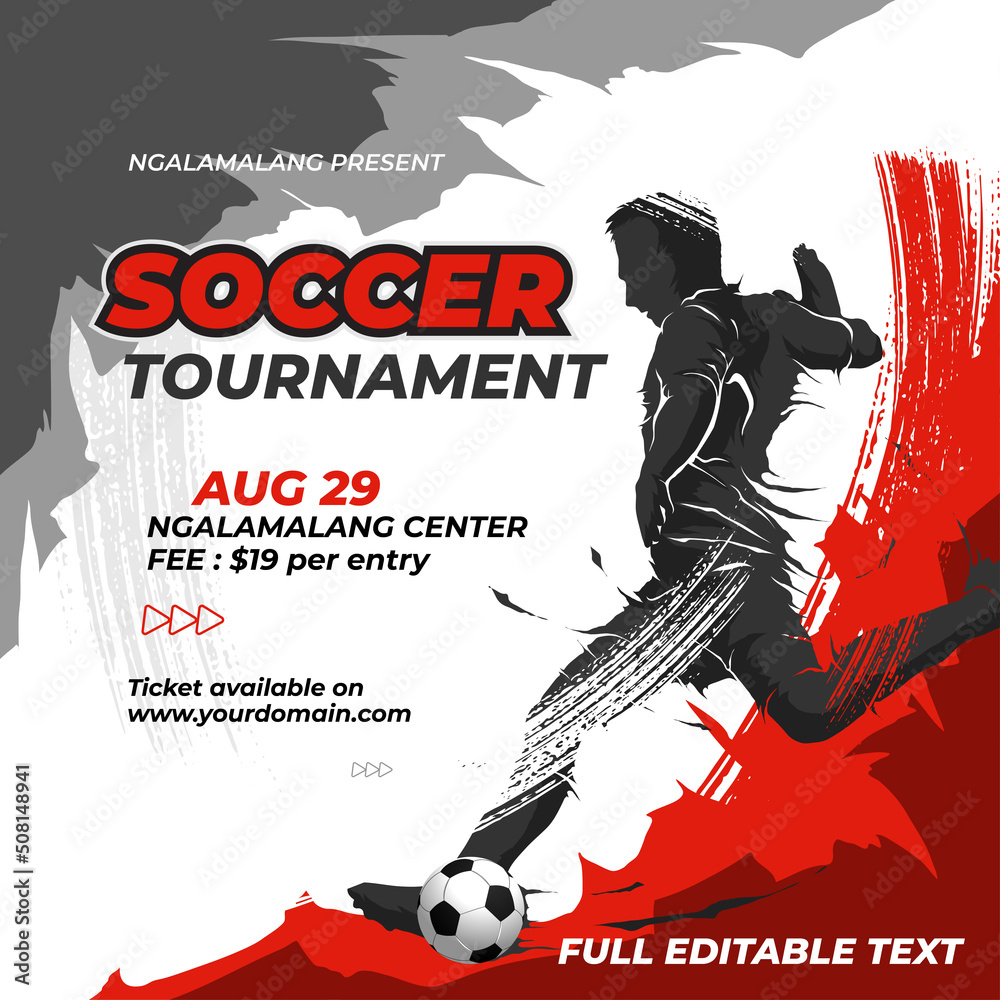 NGALAMALANG PRESENT
SOCCER
TOURNAMENT
AUG 29
NGALAMALANG CENTER
FEE : $19 per entry
Ticket available on
www.yourdomain.com
FULL EDITABLE TEXT
Adobe Stock | #508148941